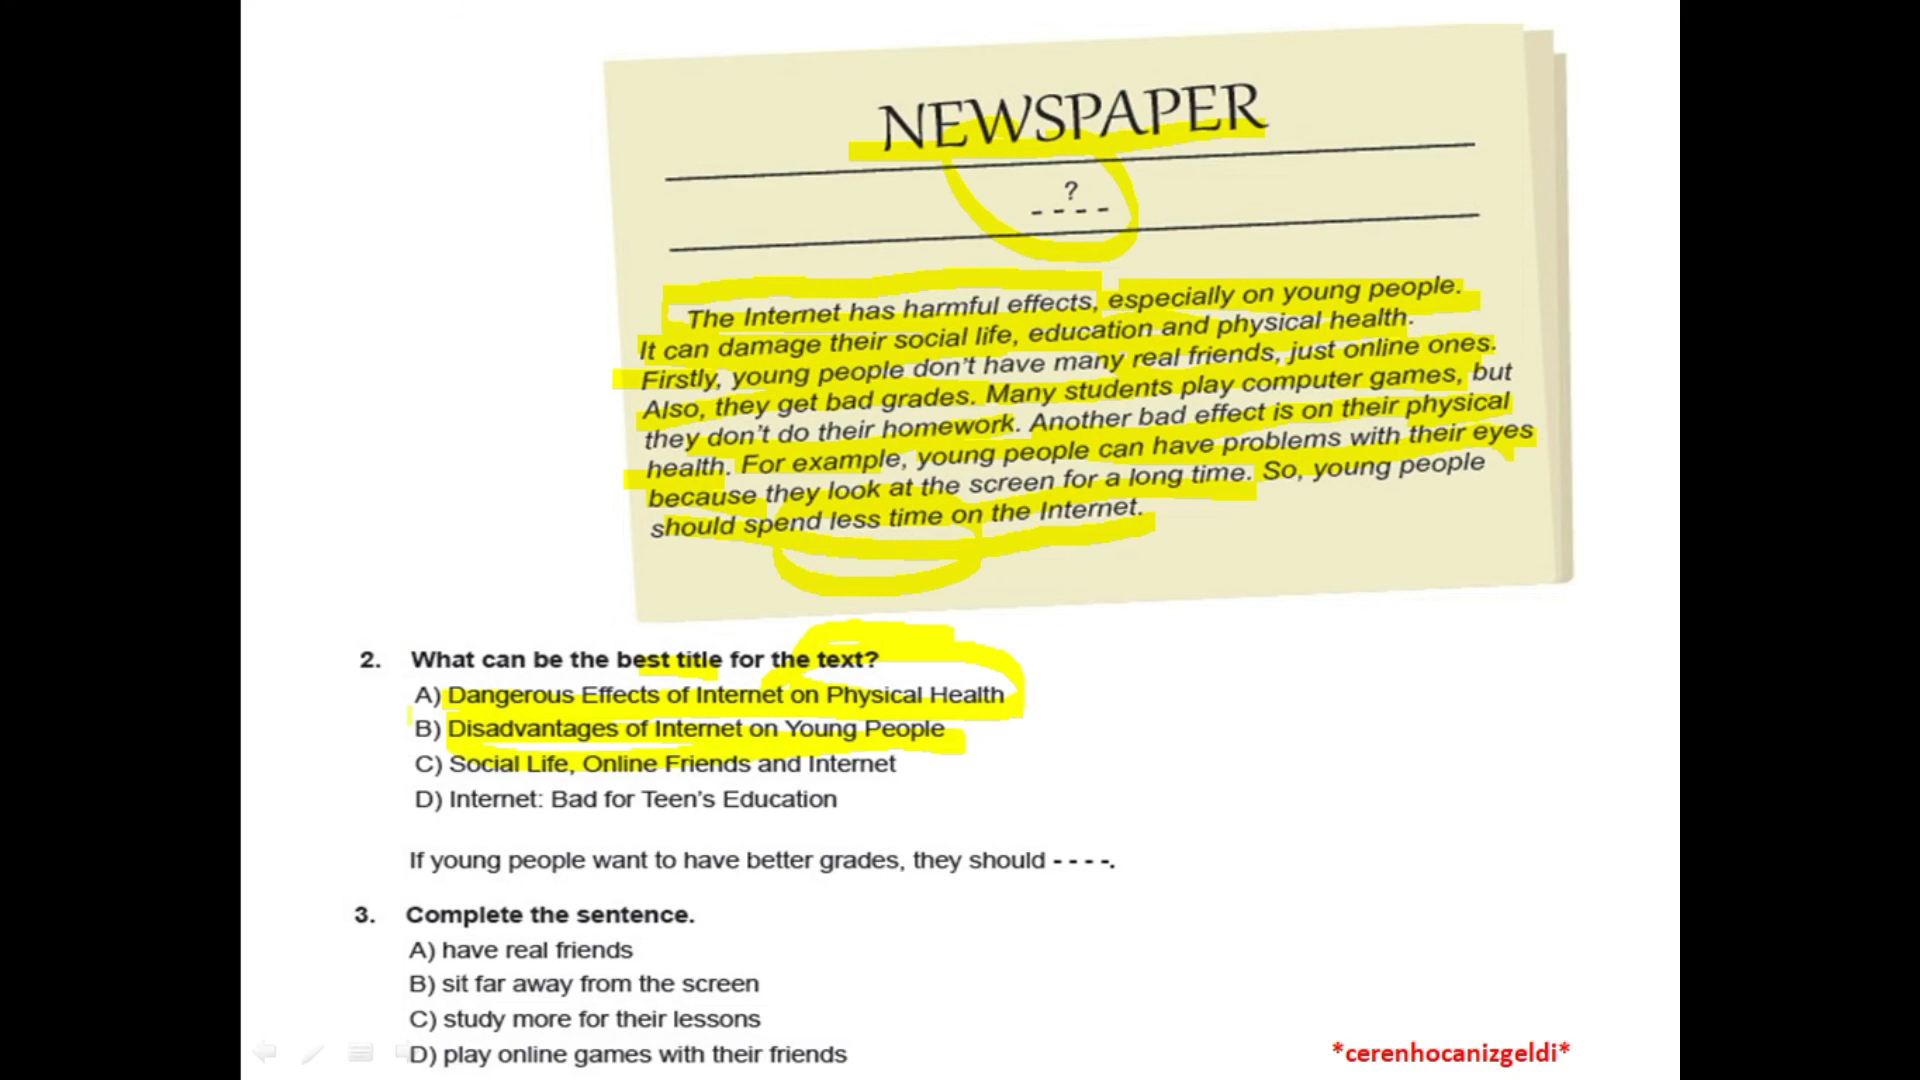 NEWSPAPER
?
- - - -
The Internet has harmful effects, especially on young people.
It can damage their social life, education and physical health.
Firstly, young people don't have many real friends, just online ones.
Also, they get bad grades. Many students play computer games, but
they don't do their homework. Another bad effect is on their physical
health. For example, young people can have problems with their eyes
because they look at the screen for a long time. So, young people
should spend less time on the Internet.
2. What can be the best title for the text?
A) Dangerous Effects of Internet on Physical Health
B) Disadvantages of Internet on Young People
C) Social Life, Online Friends and Internet
D) Internet: Bad for Teen's Education
If young people want to have better grades, they should - - - -.
3. Complete the sentence.
A) have real friends
B) sit far away from the screen
C) study more for their lessons
D) play online games with their friends
*cerenhocanizgeldi*